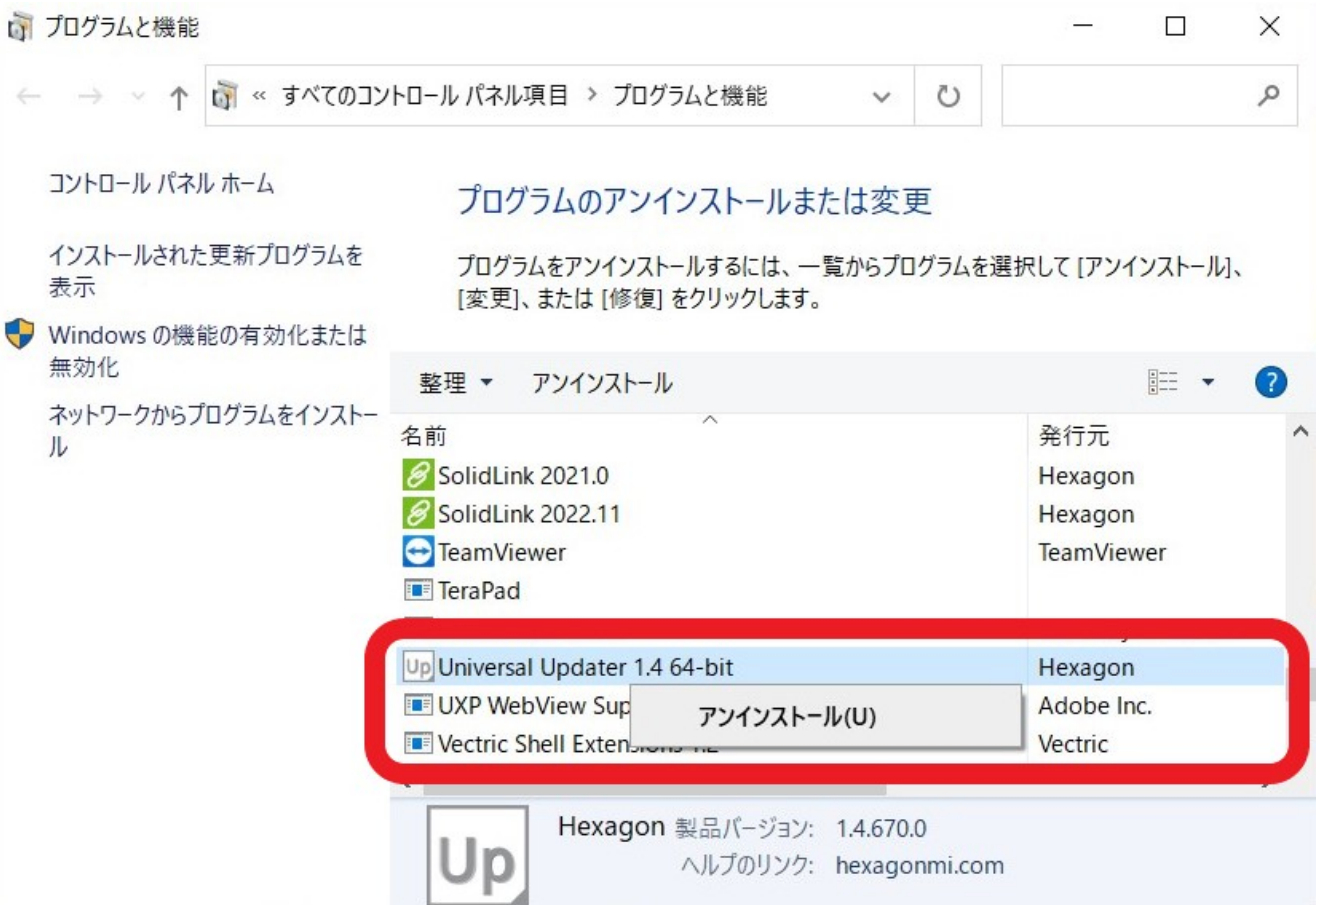 プログラムと機能
« すべてのコントロール パネル項目 > プログラムと機能
コントロール パネル ホーム
インストールされた更新プログラムを
表示
Windows の機能の有効化または
無効化
ネットワークからプログラムをインストー
ル
プログラムのアンインストールまたは変更
プログラムをアンインストールするには、一覧からプログラムを選択して [アンインストール]、
[変更]、または [修復] をクリックします。
整理 アンインストール
名前 発行元
SolidLink 2021.0 Hexagon
SolidLink 2022.11 Hexagon
TeamViewer TeamViewer
TeraPad
Up Universal Updater 1.4 64-bit Hexagon
UXP WebView Sup Adobe Inc.
アンインストール(U)
Vectric Shell Extensions 1.2 Vectric
Up
Hexagon 製品バージョン: 1.4.670.0
ヘルプのリンク: hexagonmi.com